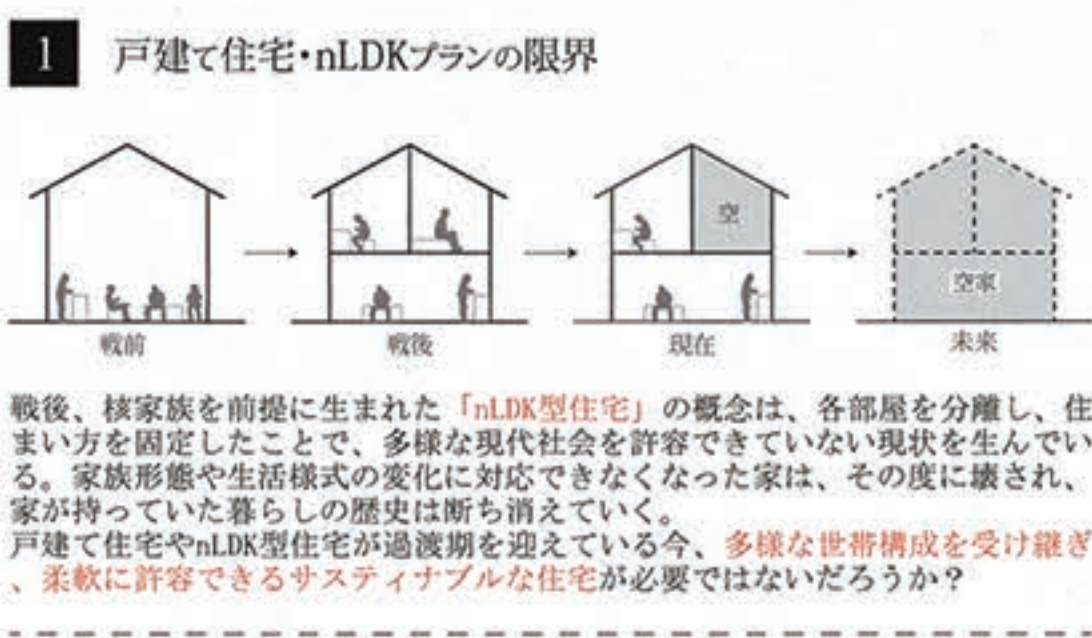 1 戸建て住宅・nLDKプランの限界
空
空家
戦前 戦後 現在 未来
戦後、核家族を前提に生まれた「nLDK型住宅」の概念は、各部屋を分離し、住
まい方を固定したことで、多様な現代社会を許容できていない現状を生んでい
る。家族形態や生活様式の変化に対応できなくなった家は、その度に壊され、
家が持っていた暮らしの歴史は断ち消えていく。
戸建て住宅やnLDK型住宅が過渡期を迎えている今、多様な世帯構成を受け継ぎ
、柔軟に許容できるサスティナブルな住宅が必要ではないだろうか？